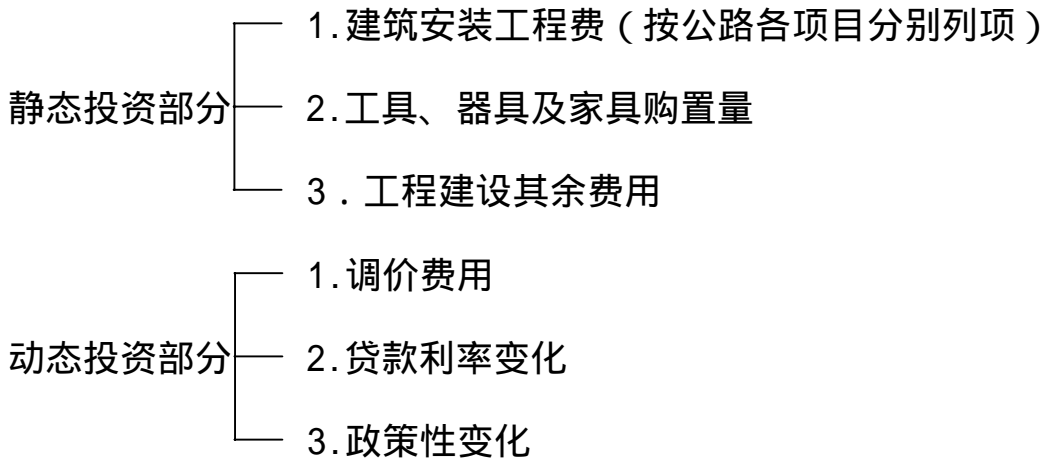 1.建筑安装工程费（按公路各项目分别列项）
静态投资部分 2.工具、器具及家具购置量
3．工程建设其余费用
1.调价费用
动态投资部分 2.贷款利率变化
3.政策性变化